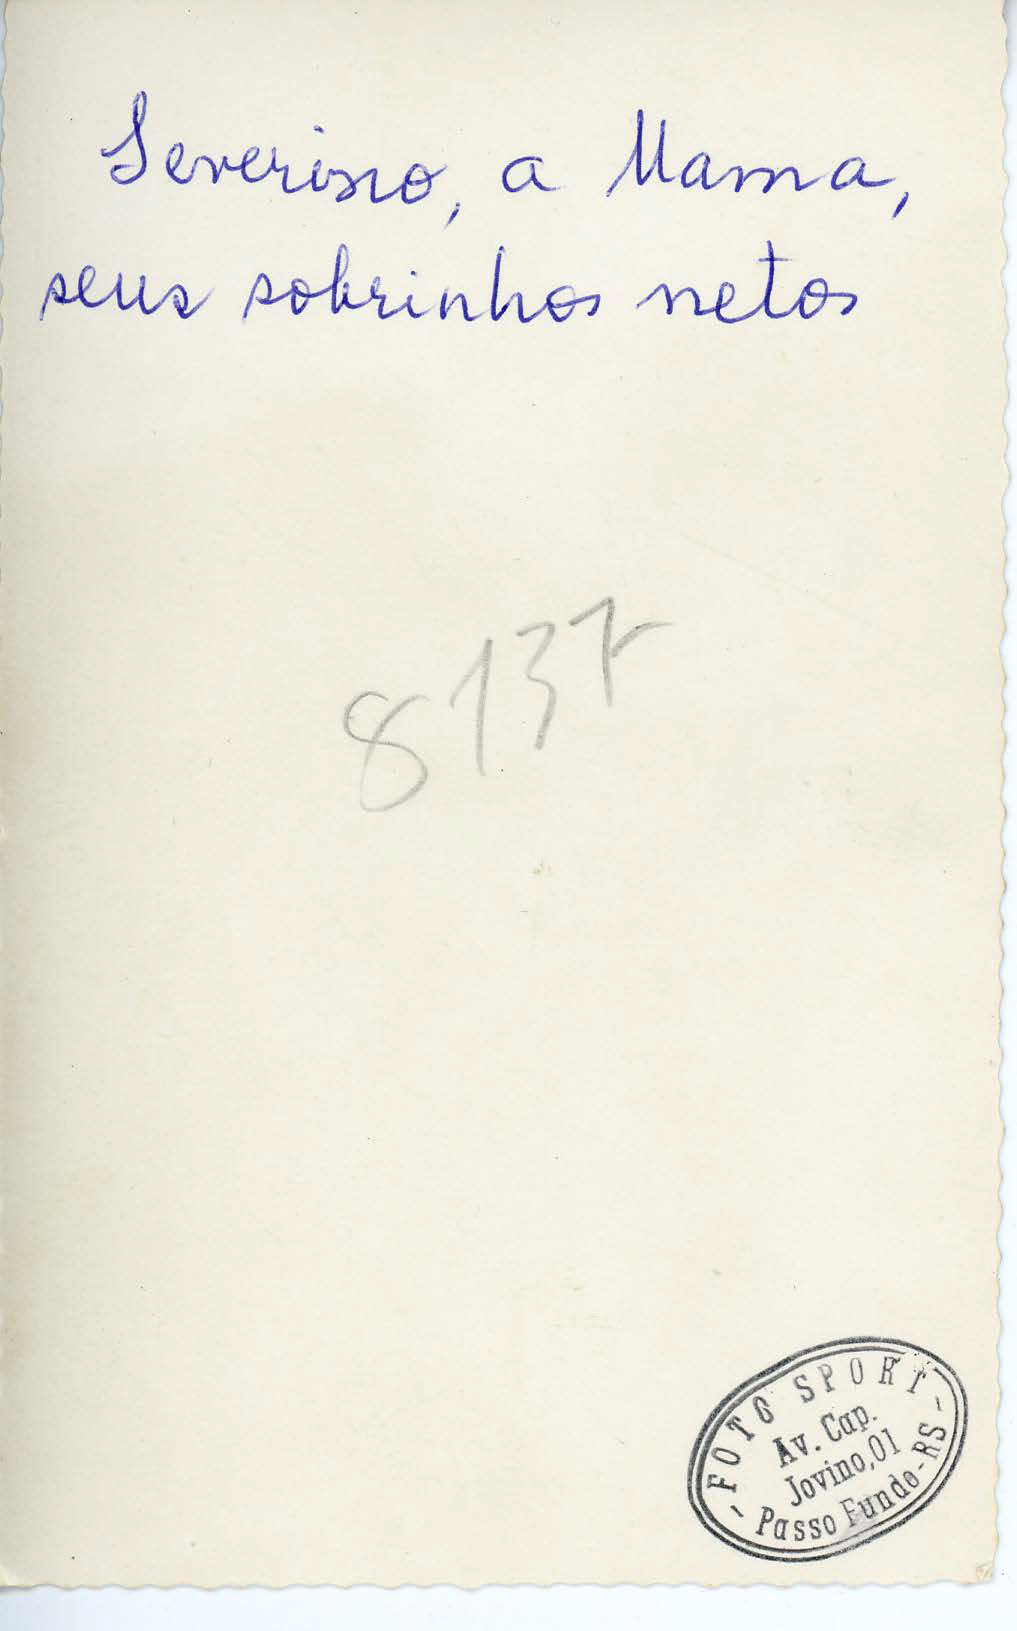 Severino, a Mama,
seus sobrinhos netos
8137
- FOTO SPORT -
Av. Cap.
Jovino, 01
Passo Fundo - RS